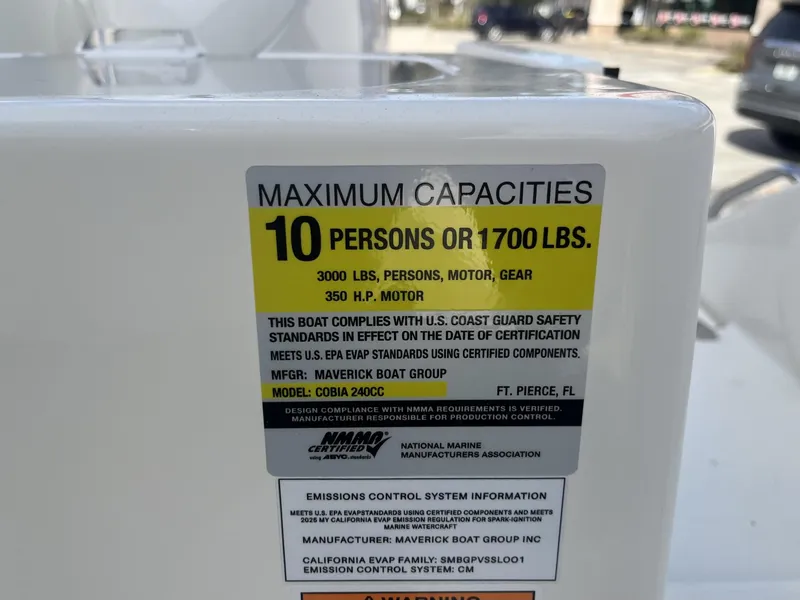 MAXIMUM CAPACITIES
10 PERSONS OR 1700 LBS.
3000 LBS, PERSONS, MOTOR, GEAR
350 H.P. MOTOR
THIS BOAT COMPLIES WITH U.S. COAST GUARD SAFETY
STANDARDS IN EFFECT ON THE DATE OF CERTIFICATION
MEETS U.S. EPA EVAP STANDARDS USING CERTIFIED COMPONENTS.
MFGR: MAVERICK BOAT GROUP
MODEL: COBIA 240CC FT. PIERCE, FL
DESIGN COMPLIANCE WITH NMMA REQUIREMENTS IS VERIFIED.
MANUFACTURER RESPONSIBLE FOR PRODUCTION CONTROL.
NMMA®
CERTIFIED
using ABYC standards
NATIONAL MARINE
MANUFACTURERS ASSOCIATION
EMISSIONS CONTROL SYSTEM INFORMATION
MEETS U.S. EPA EVAPSTANDARDS USING CERTIFIED COMPONENTS AND MEETS
MY CALIFORNIA EVAP EMISSION REGULATION FOR SPARK-IGNITION
MARINE WATERCRAFT
MANUFACTURER: MAVERICK BOAT GROUP INC
CALIFORNIA EVAP FAMILY: SMBGPVSSLOO1
EMISSION CONTROL SYSTEM: CM
WARNING